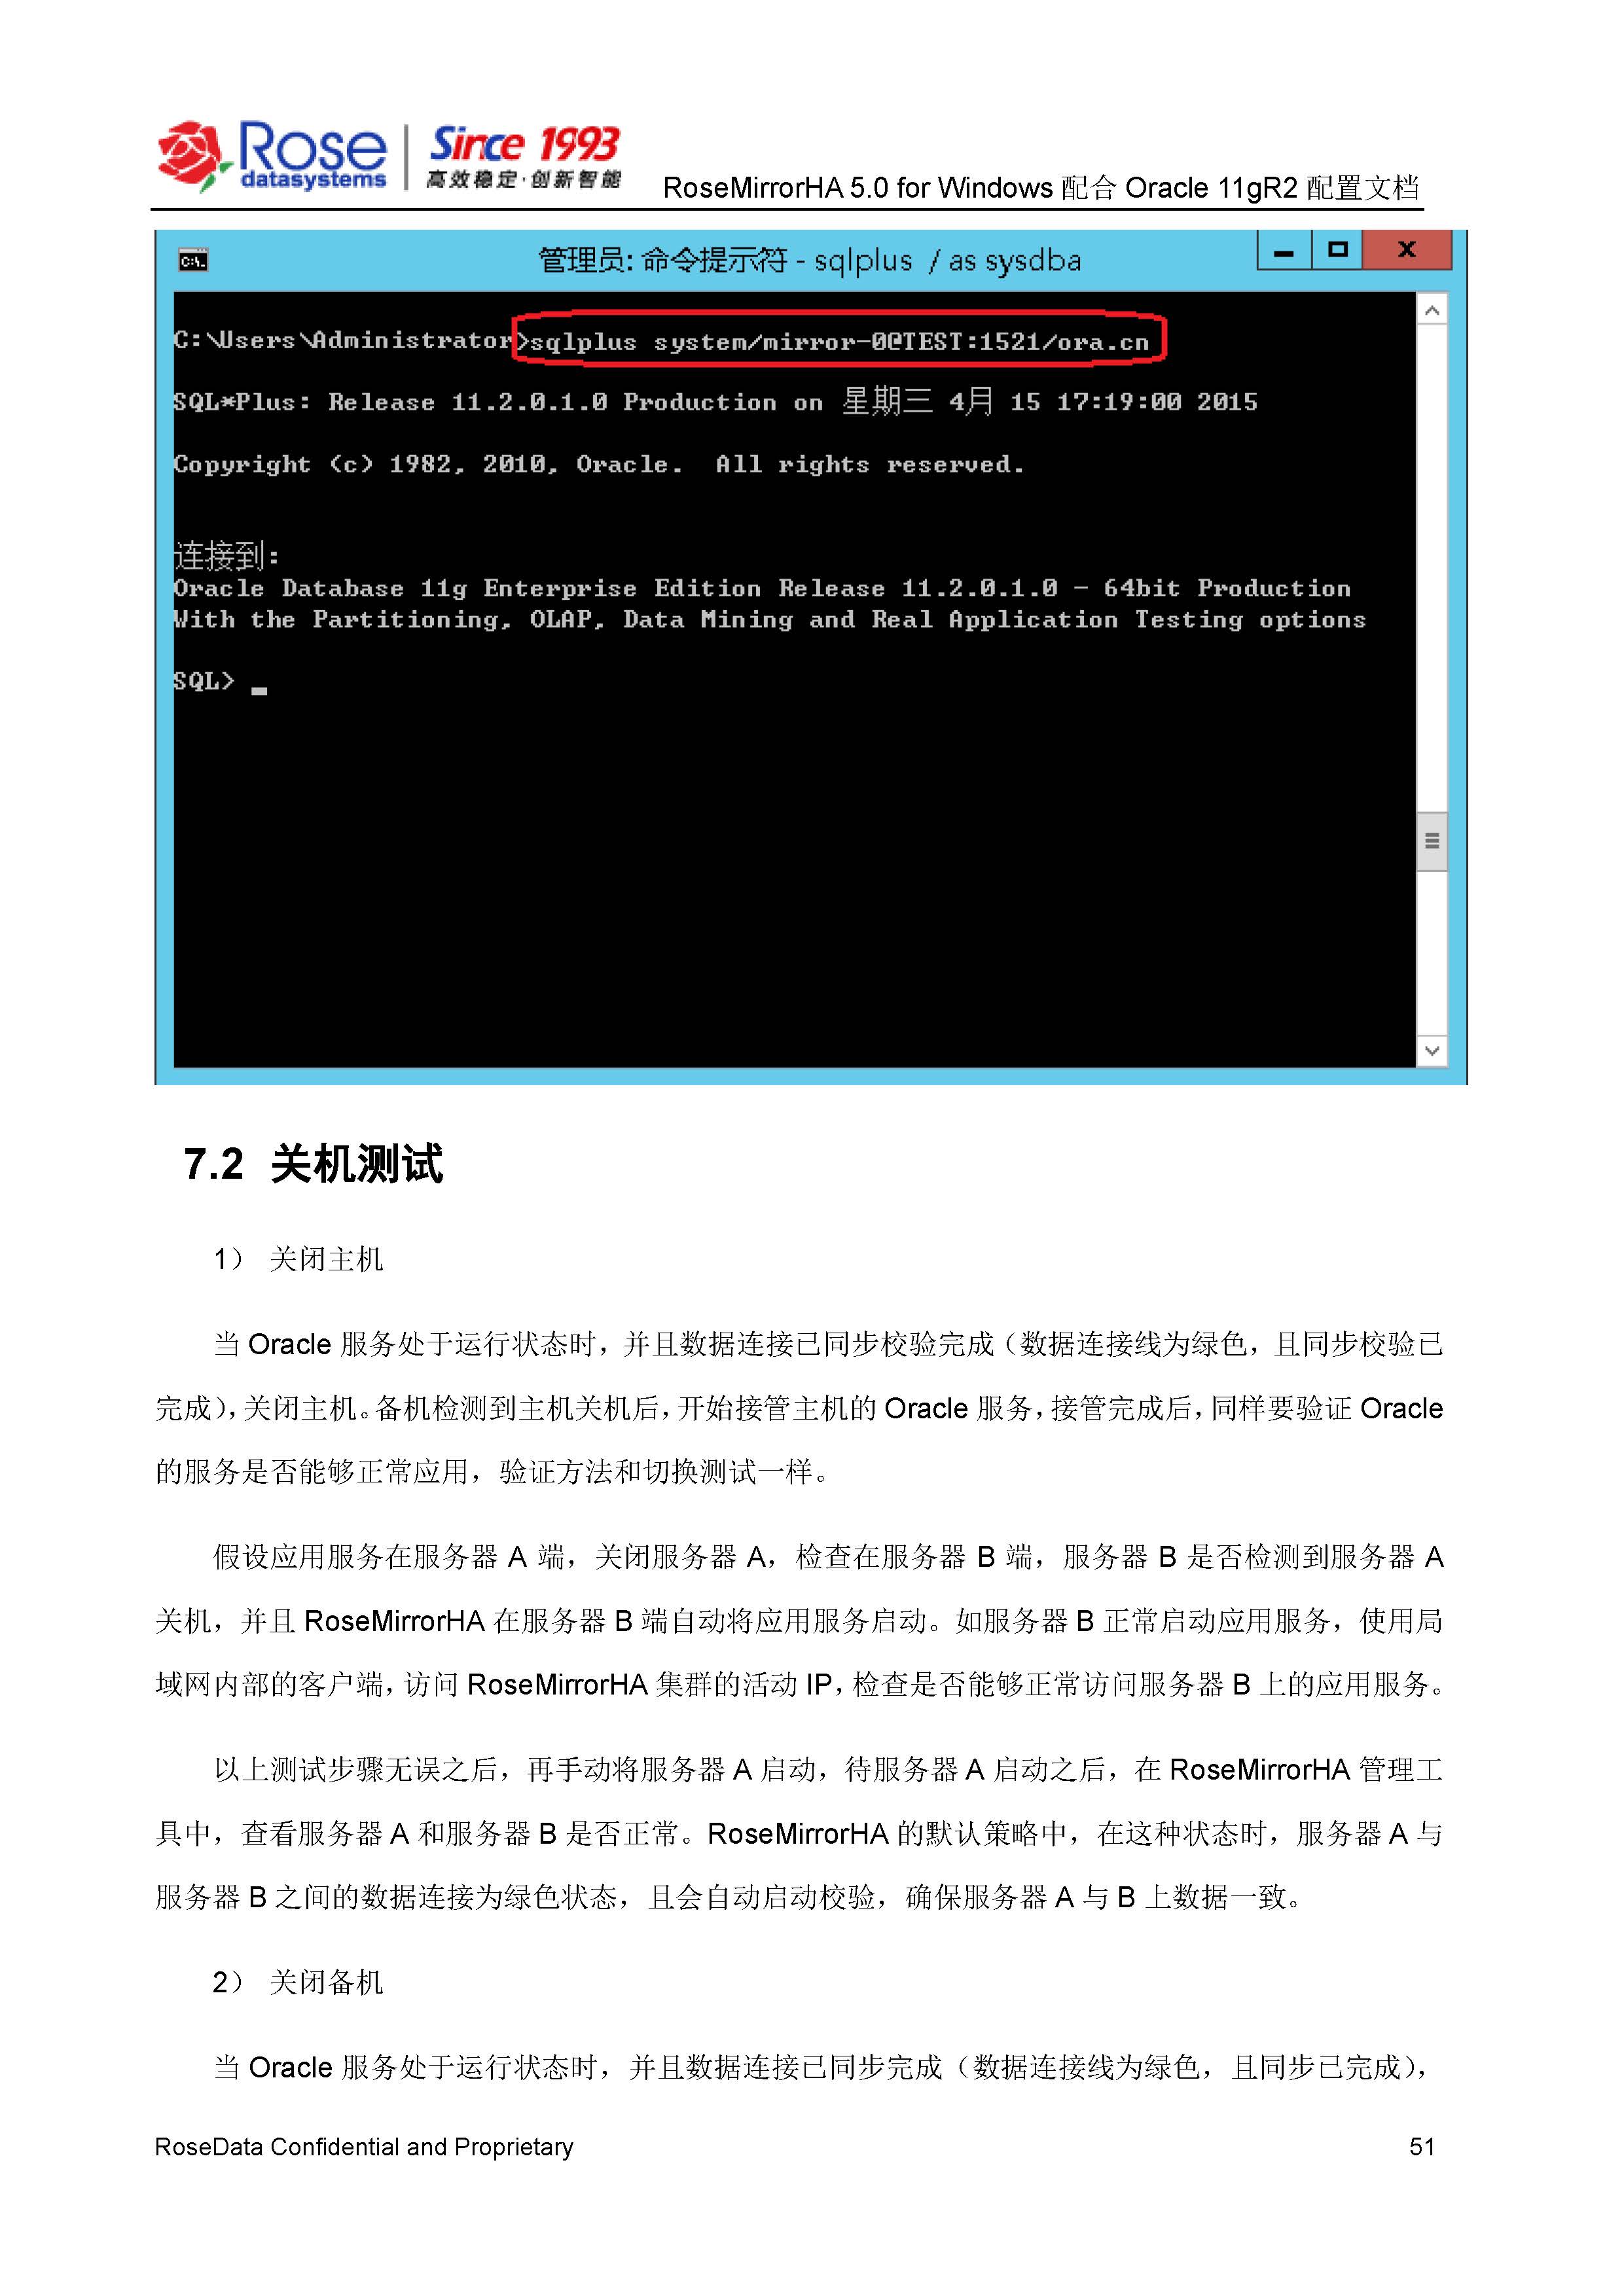 Rose
datasystems
Since 1993
高效稳定·创新智能
RoseMirrorHA 5.0 for Windows 配合 Oracle 11gR2 配置文档
管理员: 命令提示符 - sqlplus / as sysdba
C:\Users\Administrator>sqlplus system/mirror-0@TEST:1521/ora.cn
SQL*Plus: Release 11.2.0.1.0 Production on 星期三 4月 15 17:19:00 2015
Copyright (c) 1982, 2010, Oracle.  All rights reserved.
连接到:
Oracle Database 11g Enterprise Edition Release 11.2.0.1.0 - 64bit Production
With the Partitioning, OLAP, Data Mining and Real Application Testing options
SQL>
7.2 关机测试
1） 关闭主机
当 Oracle 服务处于运行状态时，并且数据连接已同步校验完成（数据连接线为绿色，且同步校验已
完成），关闭主机。备机检测到主机关机后，开始接管主机的 Oracle 服务，接管完成后，同样要验证 Oracle
的服务是否能够正常应用，验证方法和切换测试一样。
假设应用服务在服务器 A 端，关闭服务器 A，检查在服务器 B 端，服务器 B 是否检测到服务器 A
关机，并且 RoseMirrorHA 在服务器 B 端自动将应用服务启动。如服务器 B 正常启动应用服务，使用局
域网内部的客户端，访问 RoseMirrorHA 集群的活动 IP，检查是否能够正常访问服务器 B 上的应用服务。
以上测试步骤无误之后，再手动将服务器 A 启动，待服务器 A 启动之后，在 RoseMirrorHA 管理工
具中，查看服务器 A 和服务器 B 是否正常。RoseMirrorHA 的默认策略中，在这种状态时，服务器 A 与
服务器 B 之间的数据连接为绿色状态，且会自动启动校验，确保服务器 A 与 B 上数据一致。
2） 关闭备机
当 Oracle 服务处于运行状态时，并且数据连接已同步完成（数据连接线为绿色，且同步已完成），
RoseData Confidential and Proprietary
51